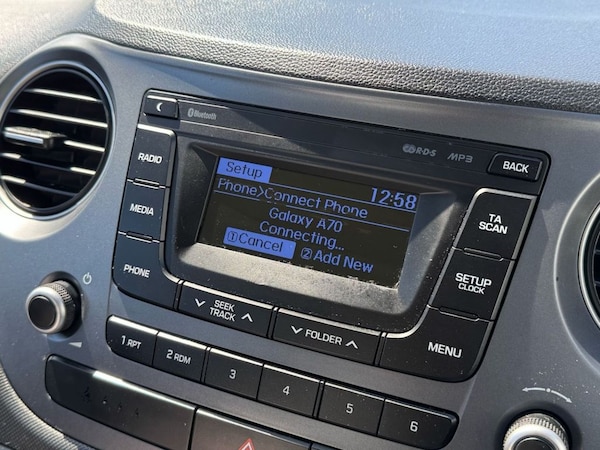 Bluetooth
R·D·S MP3
BACK
RADIO
MEDIA
PHONE
Setup
12:58
Phone>Connect Phone
Galaxy A70
Connecting...
①Cancel ②Add New
TA
SCAN
SETUP
CLOCK
SEEK
TRACK
FOLDER
MENU
1 RPT
2 RDM
3
4
5
6